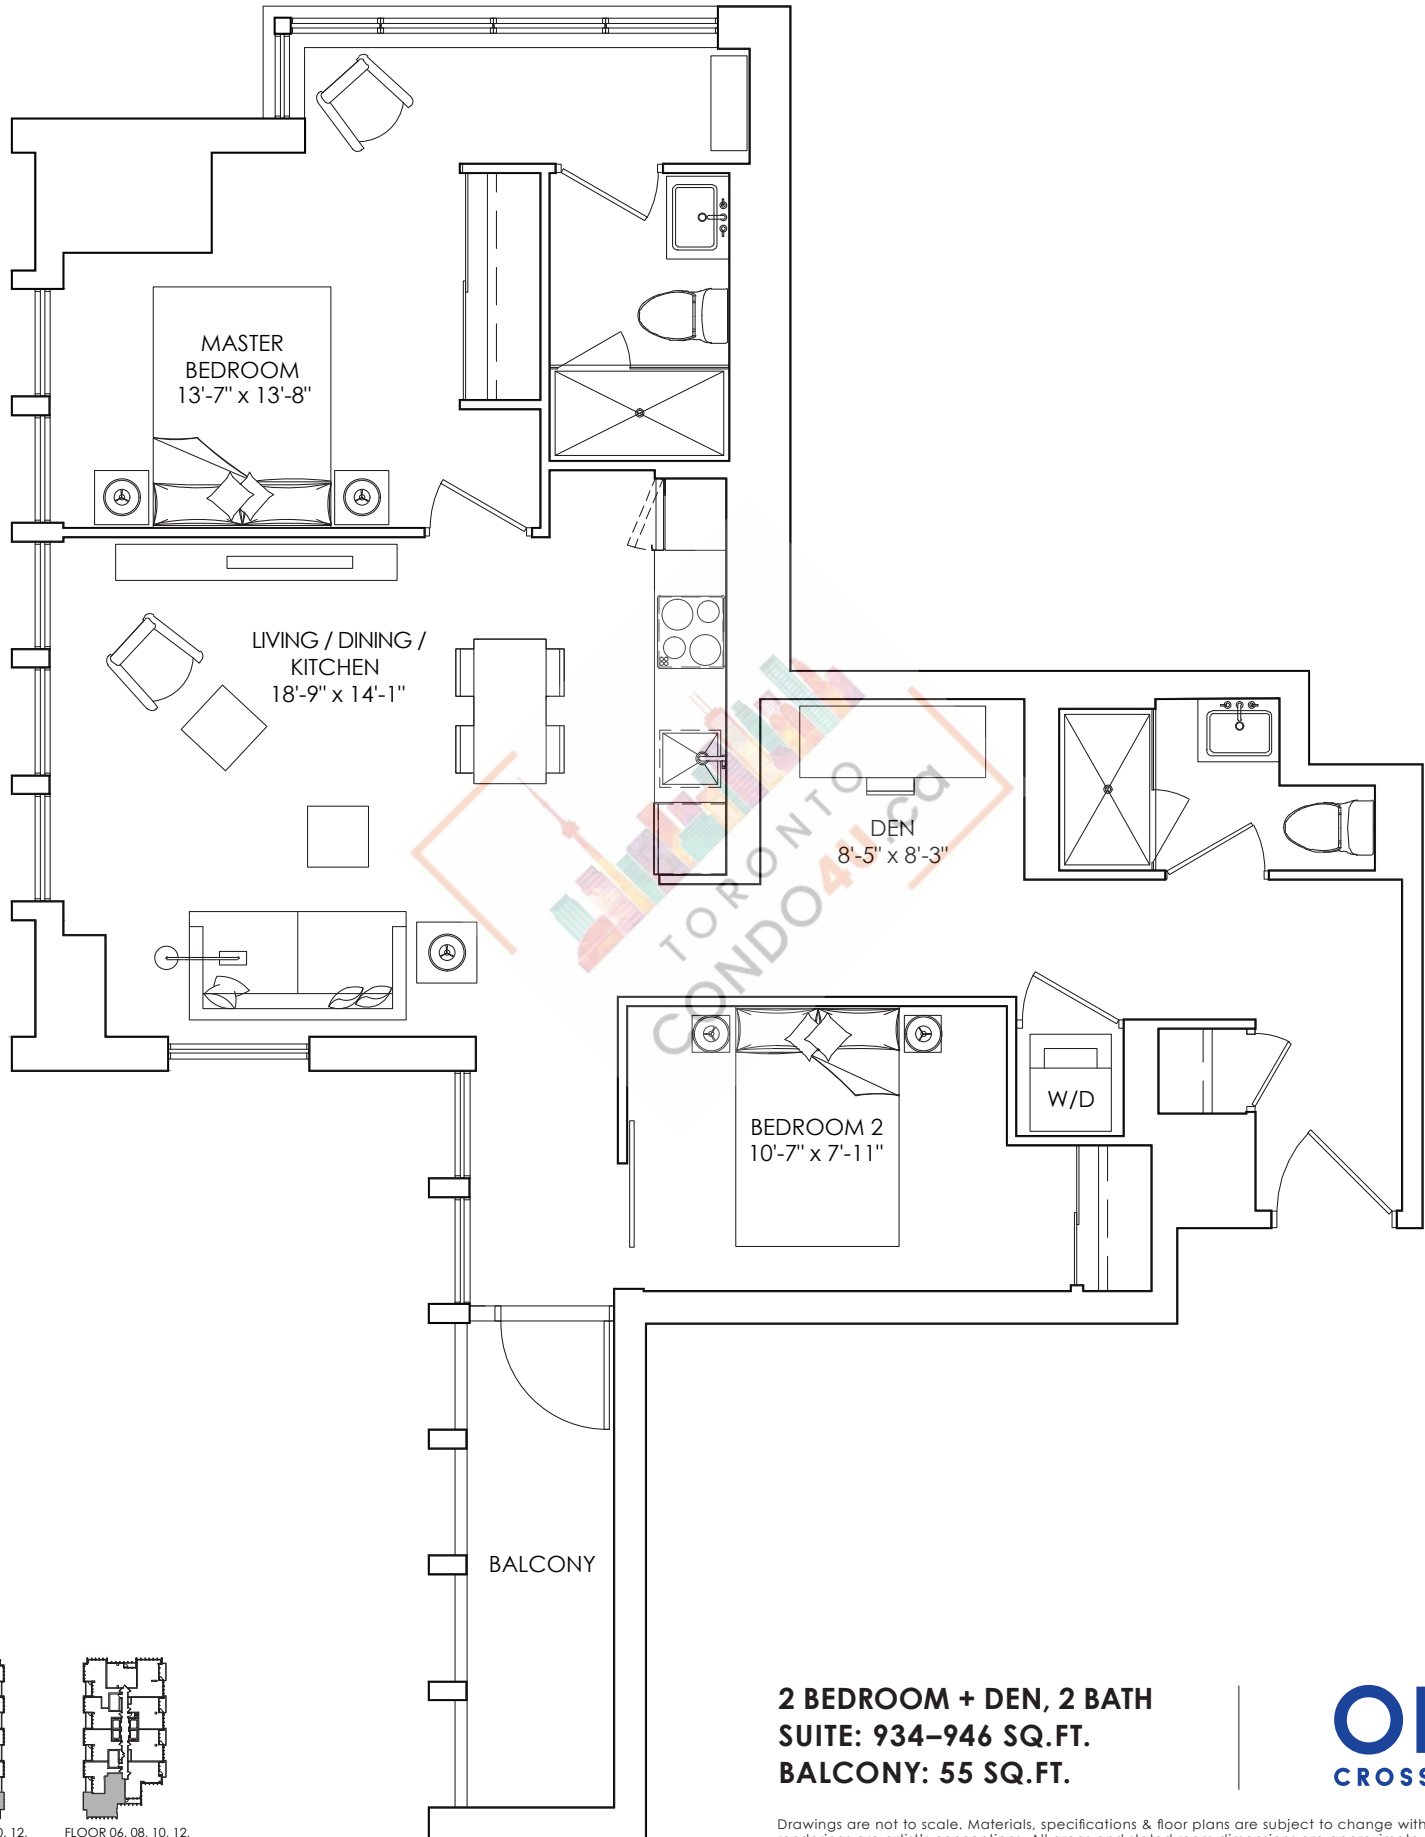 MASTER
BEDROOM
13'-7" x 13'-8"
LIVING / DINING /
KITCHEN
18'-9" x 14'-1"
DEN
8'-5" x 8'-3"
TORONTO
CONDO4U.ca
W/D
BEDROOM 2
10'-7" x 7'-11"
BALCONY
2 BEDROOM + DEN, 2 BATH
SUITE: 934–946 SQ.FT.
BALCONY: 55 SQ.FT.
CROSS
12,
FLOOR 06, 08, 10, 12,
Drawings are not to scale. Materials, specifications & floor plans are subject to change with